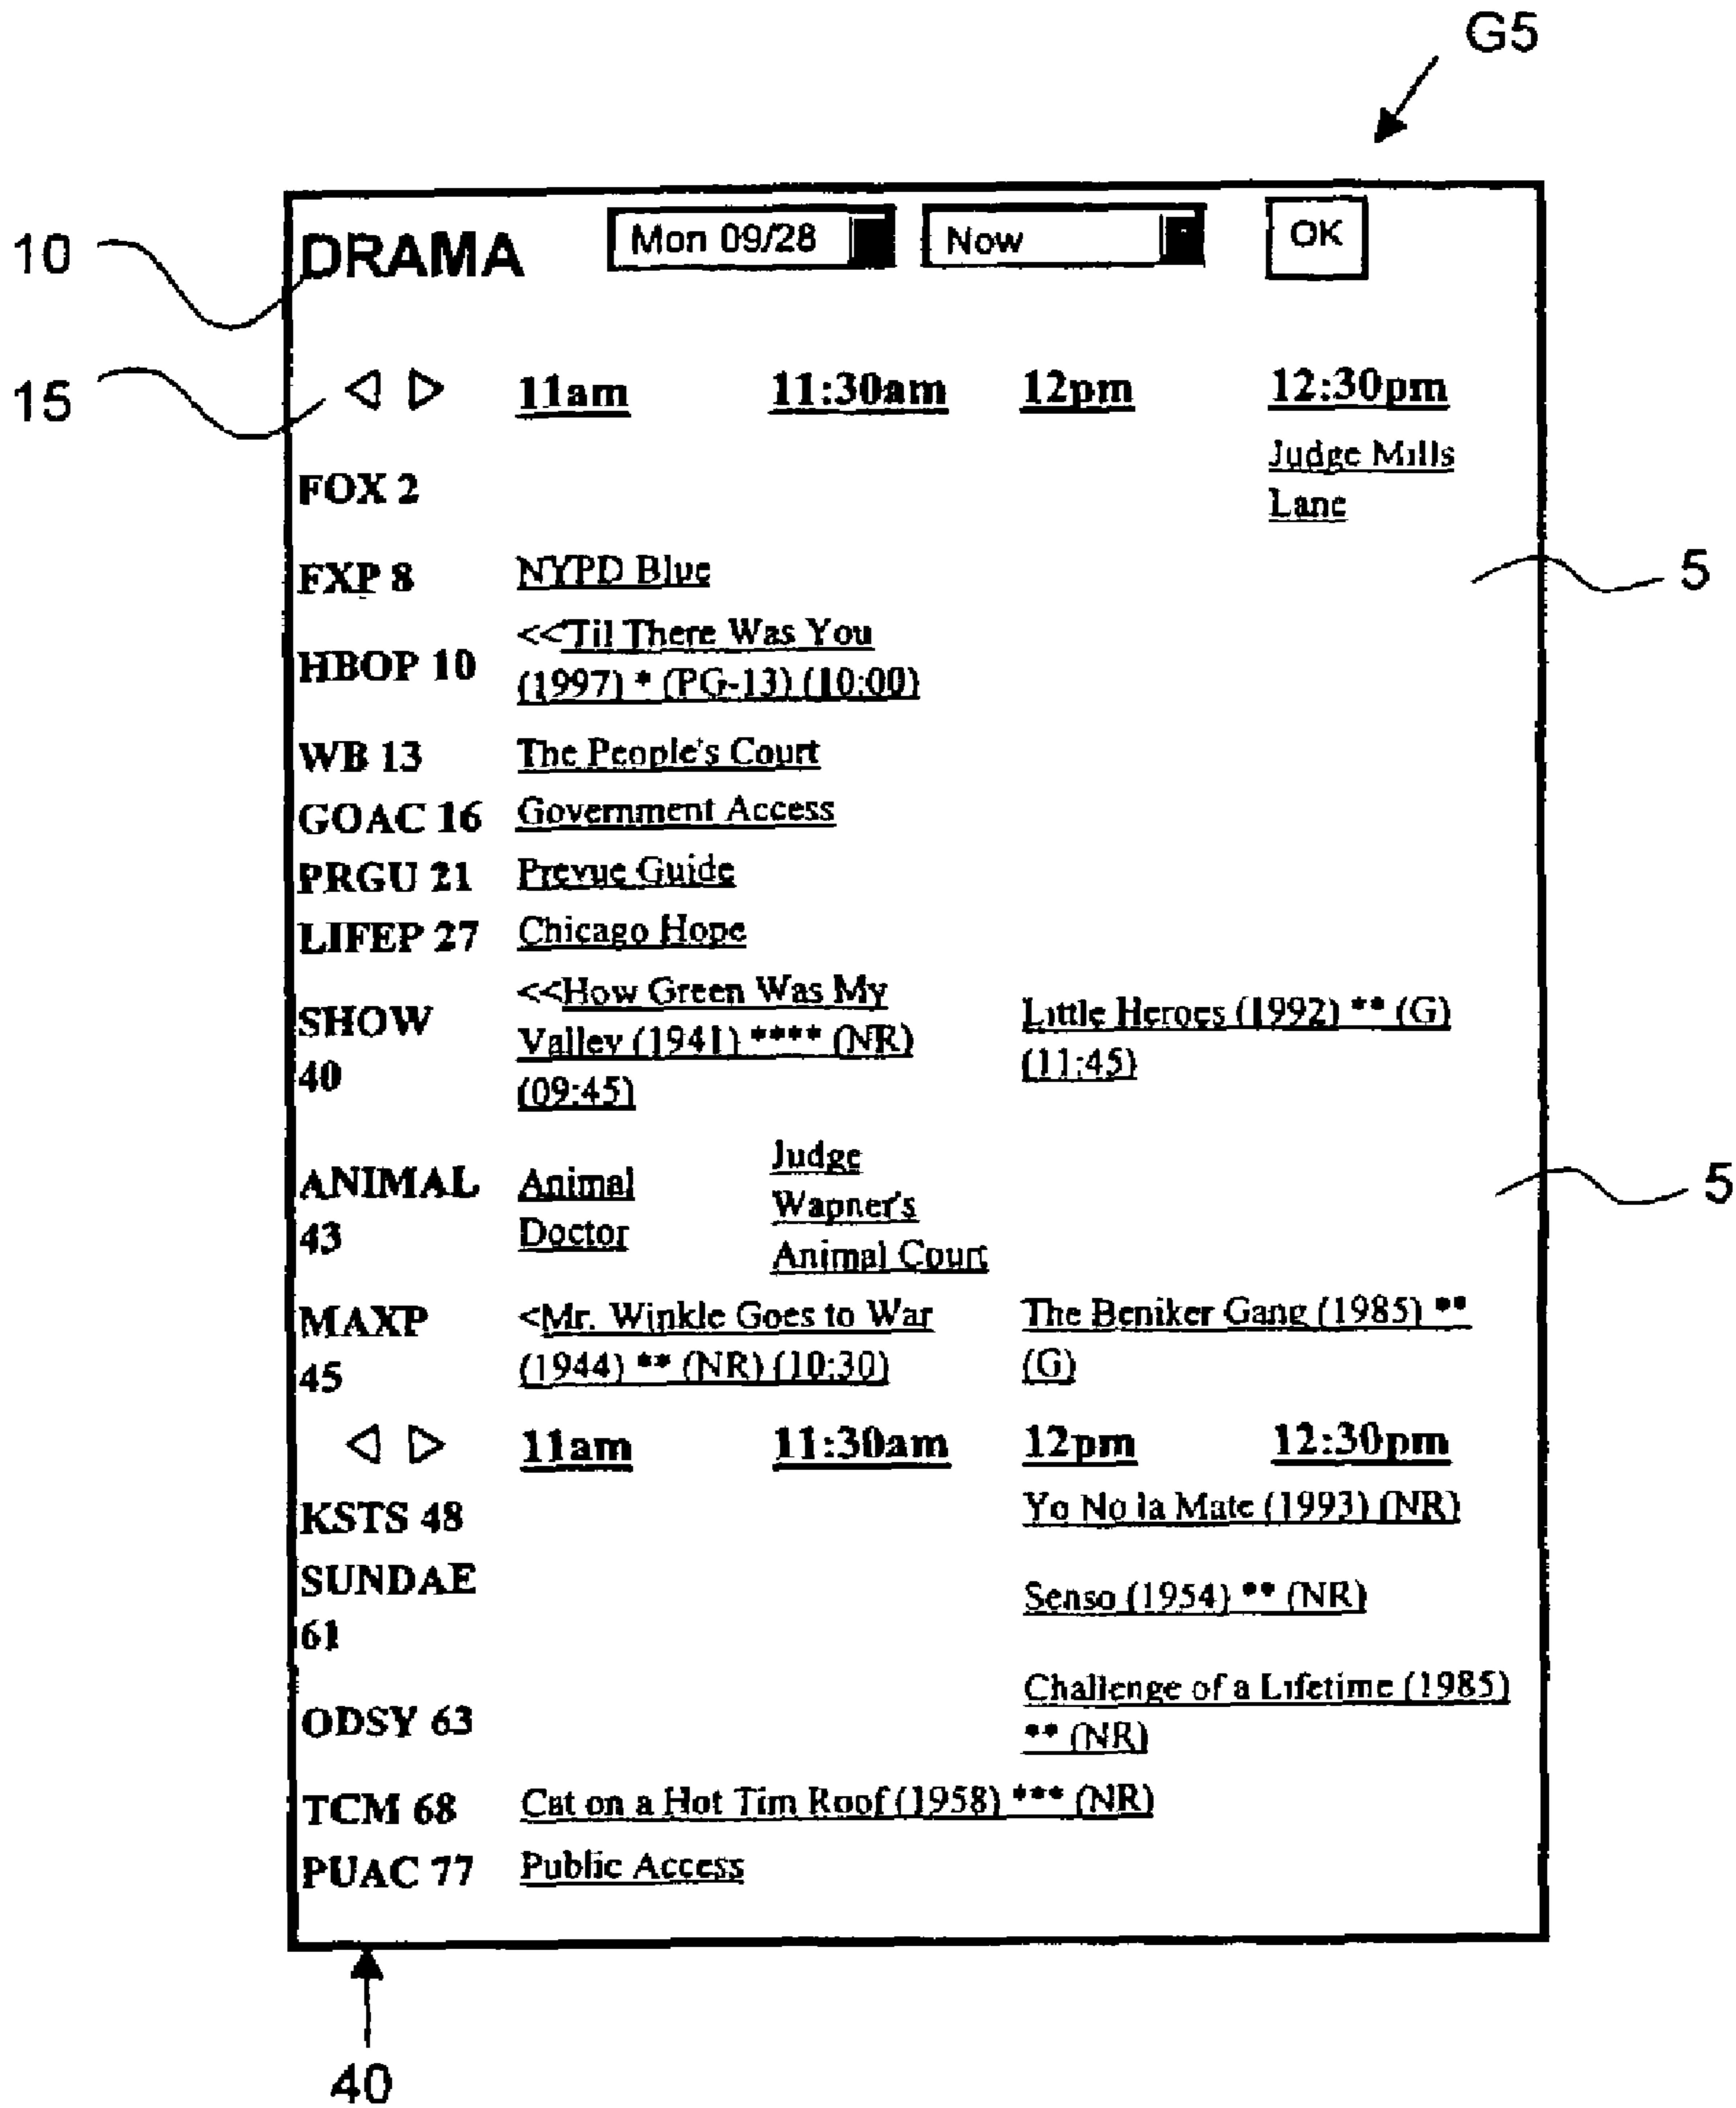 G5
10 DRAMA Mon 09/28 Now OK
15 11am 11:30am 12pm 12:30pm
FOX 2 Judge Mills
Lane
FXP 8 NYPD Blue 5
HBOP 10 <<Til There Was You
(1997) * (PG-13) (10:00)
WB 13 The People's Court
GOAC 16 Government Access
PRGU 21 Prevue Guide
LIFEP 27 Chicago Hope
SHOW
40
<<How Green Was My
Valley (1941) **** (NR)
(09:45)
Little Heroes (1992) ** (G)
(11:45)
ANIMAL
43
Animal
Doctor
Judge
Wapner's
Animal Court
5
MAXP
45
<Mr. Winkle Goes to War
(1944) ** (NR) (10:30)
The Beniker Gang (1985) **
(G)
11am 11:30am 12pm 12:30pm
KSTS 48 Yo No la Mate (1993) (NR)
SUNDAE
61
Senso (1954) ** (NR)
ODSY 63 Challenge of a Lifetime (1985)
** (NR)
TCM 68 Cat on a Hot Tim Roof (1958) *** (NR)
PUAC 77 Public Access
40